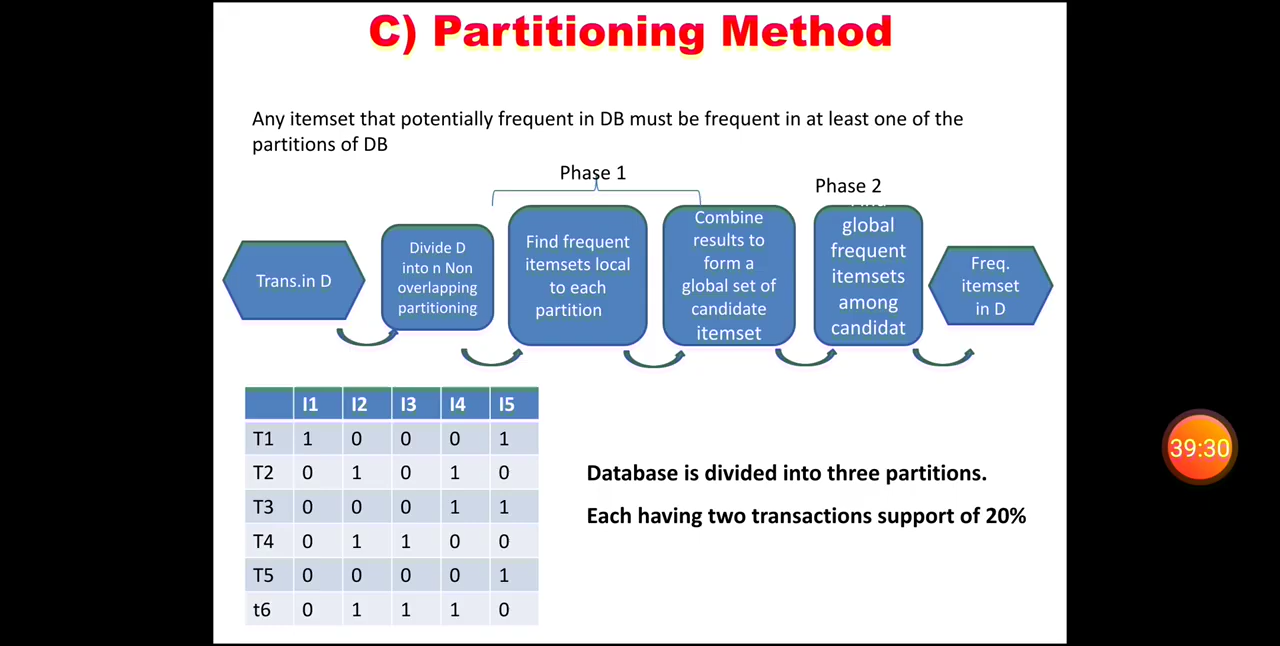 C) Partitioning Method
Any itemset that potentially frequent in DB must be frequent in at least one of the
partitions of DB
Phase 1
Phase 2
Trans.in D
Divide D
into n Non
overlapping
partitioning
Find frequent
itemsets local
to each
partition
Combine
results to
form a
global set of
candidate
itemset
global
frequent
itemsets
among
candidat
Freq.
itemset
in D
I1 I2 I3 I4 I5
T1 1 0 0 0 1
T2 0 1 0 1 0
T3 0 0 0 1 1
T4 0 1 1 0 0
T5 0 0 0 0 1
t6 0 1 1 1 0
Database is divided into three partitions.
Each having two transactions support of 20%
39:30